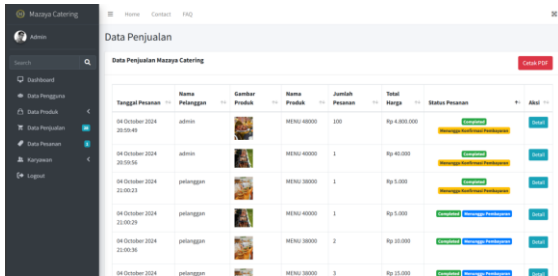 Mazaya Catering
Home Contact FAQ
Admin
Data Penjualan
Search
Dashboard
Data Pengguna
Data Produk
Data Penjualan
Data Pesanan
Karyawan
Logout
Data Penjualan Mazaya Catering
Cetak PDF
Tanggal Pesanan Nama Pelanggan Gambar Produk Nama Produk Jumlah Pesanan Total Harga Status Pesanan Aksi
04 October 2024 20:59:49 admin MENU 40000 100 Rp 4.000.000 Completed Menunggu Konfirmasi Pembayaran Detail
04 October 2024 20:59:56 admin MENU 40000 1 Rp 40.000 Completed Menunggu Konfirmasi Pembayaran Detail
04 October 2024 21:00:23 pelanggan MENU 38000 1 Rp 5.000 Completed Menunggu Konfirmasi Pembayaran Detail
04 October 2024 21:00:29 pelanggan MENU 40000 1 Rp 5.000 Completed Menunggu Pembayaran Detail
04 October 2024 21:00:36 pelanggan MENU 38000 2 Rp 10.000 Completed Menunggu Pembayaran Detail
04 October 2024 pelanggan MENU 38000 3 Rp 15.000 Completed Menunggu Pembayaran Detail